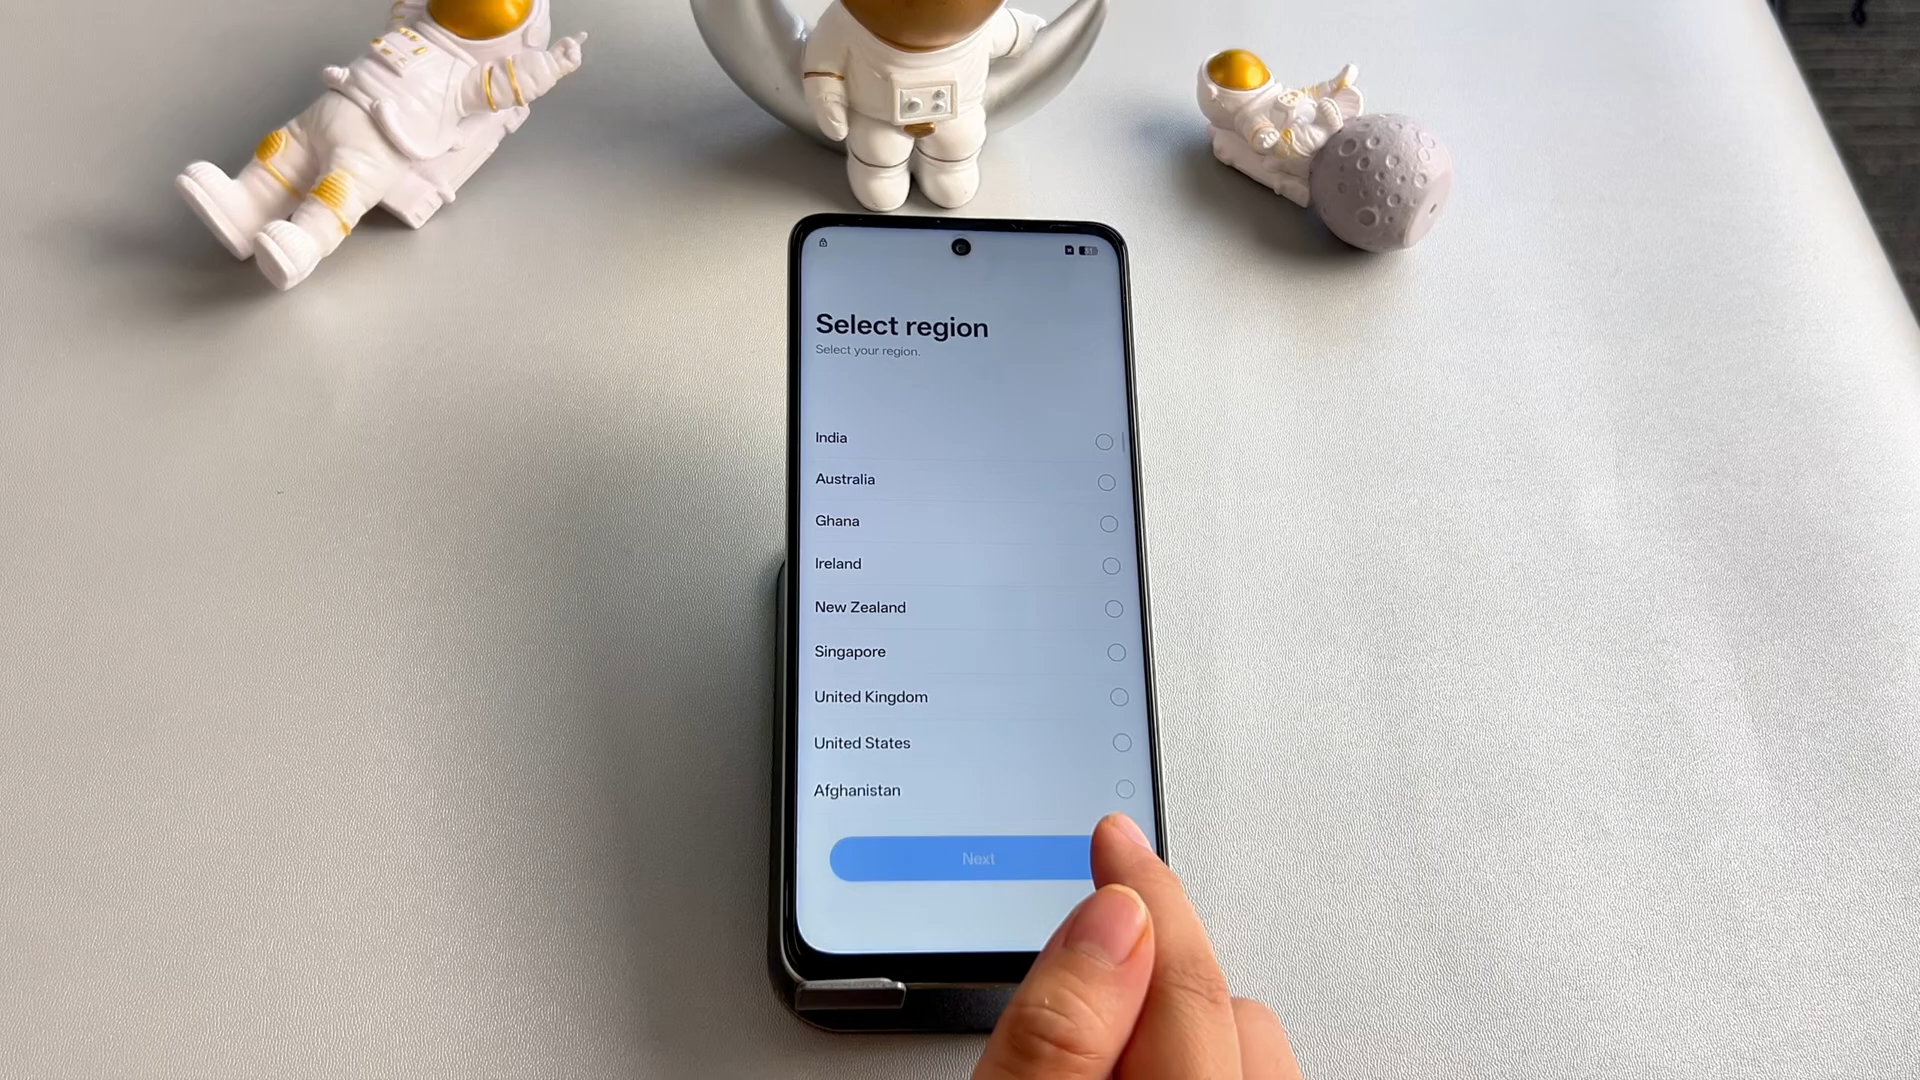 Select region
Select your region.
India
Australia
Ghana
Ireland
New Zealand
Singapore
United Kingdom
United States
Afghanistan
Next